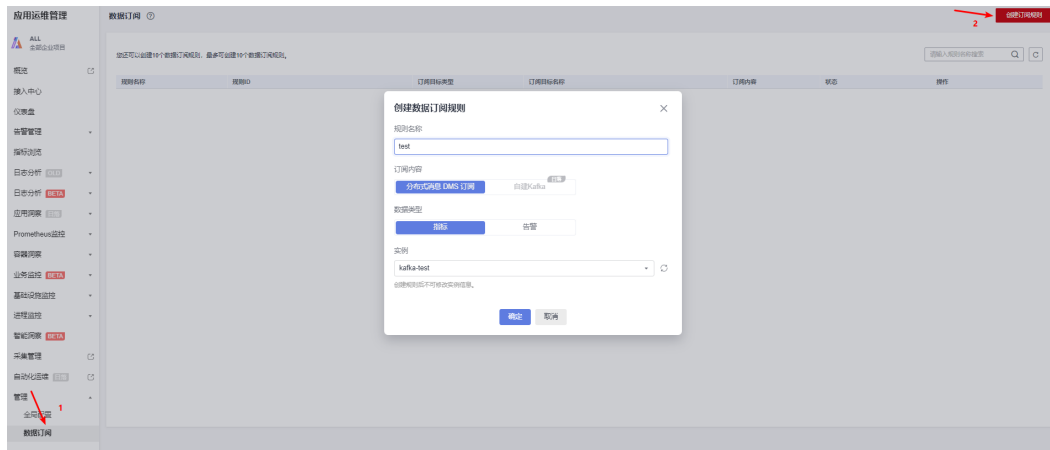 应用运维管理
ALL
全部企业项目
概览
接入中心
仪表盘
告警管理
指标浏览
日志分析
日志分析 BETA
应用洞察
Prometheus监控
容器洞察
业务监控 BETA
基础设施监控
进程监控
智能洞察 BETA
采集管理
自动化运维
管理
1
全局配置
数据订阅
数据订阅
2
创建订阅规则
您还可以创建10个数据订阅规则，最多可创建10个数据订阅规则。
请输入规则名称搜索
规则名称 规则ID 订阅目标类型 订阅目标名称 订阅内容 状态 操作
创建数据订阅规则
规则名称
test
订阅内容
分布式消息 DMS 订阅 自建Kafka
数据类型
指标 告警
实例
kafka-test
创建规则后不可修改实例信息。
确定 取消